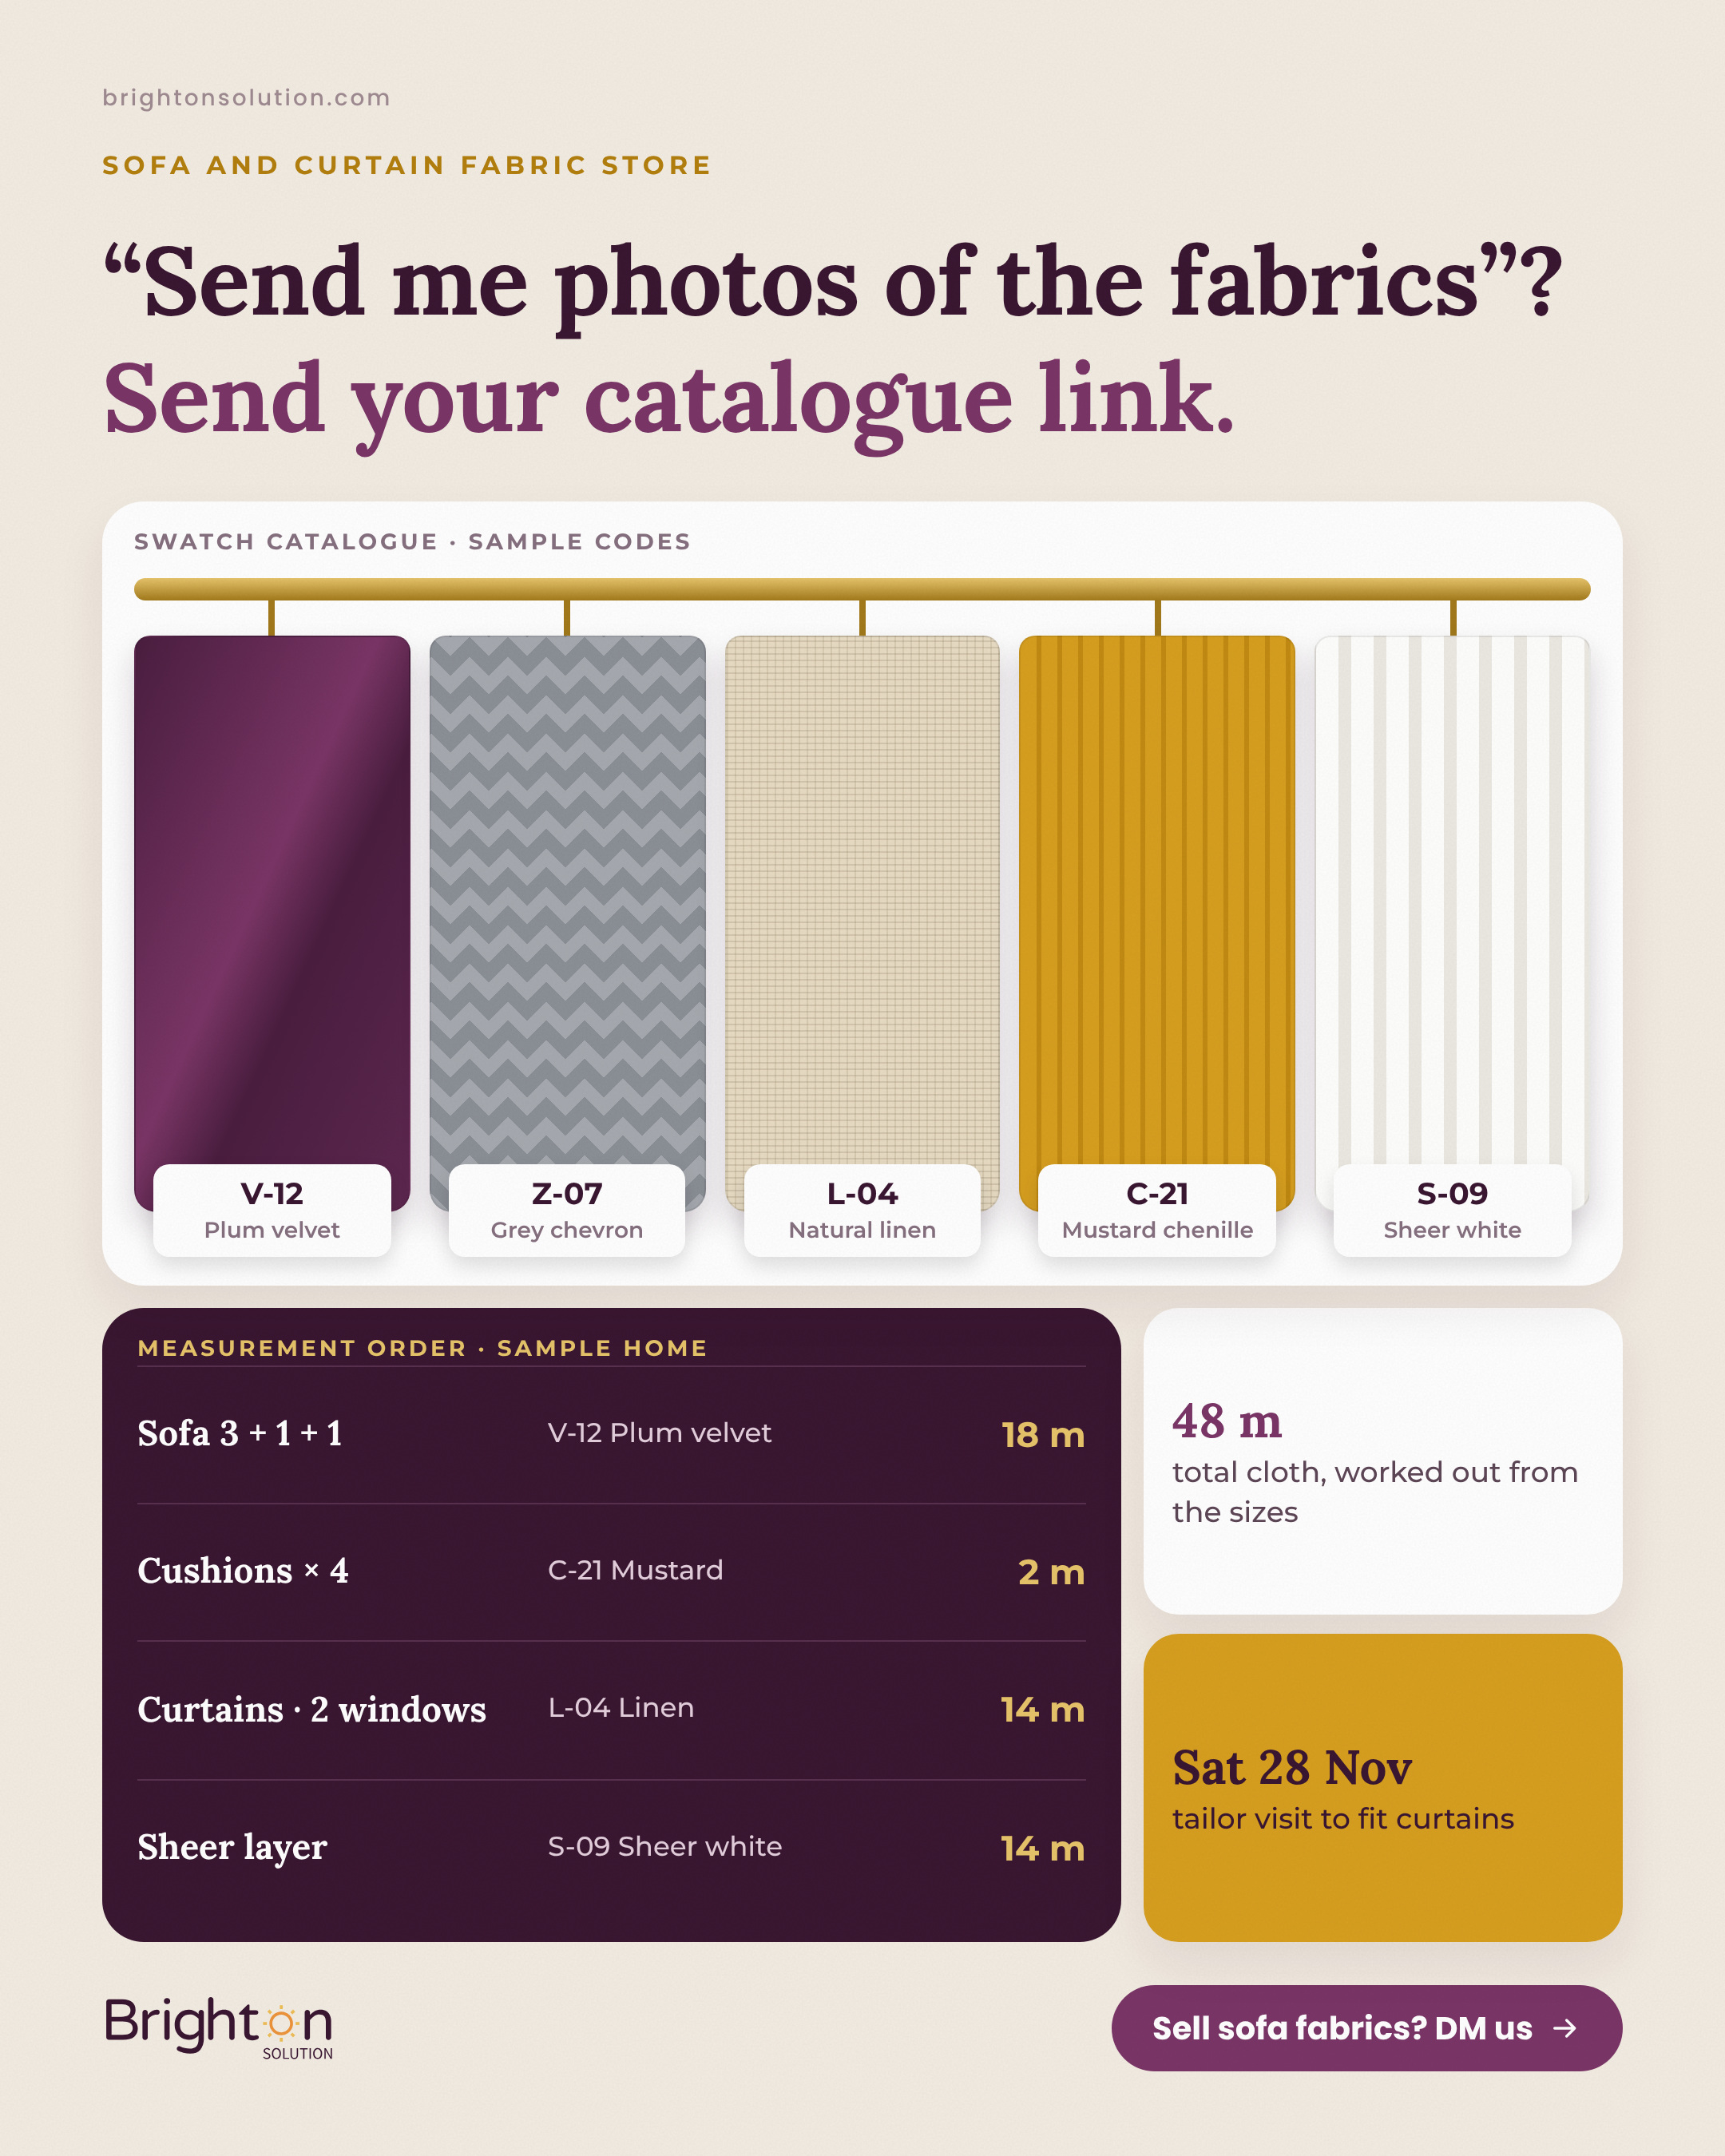 brightonsolution.com
SOFA AND CURTAIN FABRIC STORE
“Send me photos of the fabrics”?
Send your catalogue link.
SWATCH CATALOGUE · SAMPLE CODES
V-12
Plum velvet
Z-07
Grey chevron
L-04
Natural linen
C-21
Mustard chenille
S-09
Sheer white
MEASUREMENT ORDER · SAMPLE HOME
Sofa 3 + 1 + 1 V-12 Plum velvet 18 m
Cushions × 4 C-21 Mustard 2 m
Curtains · 2 windows L-04 Linen 14 m
Sheer layer S-09 Sheer white 14 m
48 m
total cloth, worked out from
the sizes
Sat 28 Nov
tailor visit to fit curtains
Brighton
SOLUTION
Sell sofa fabrics? DM us →